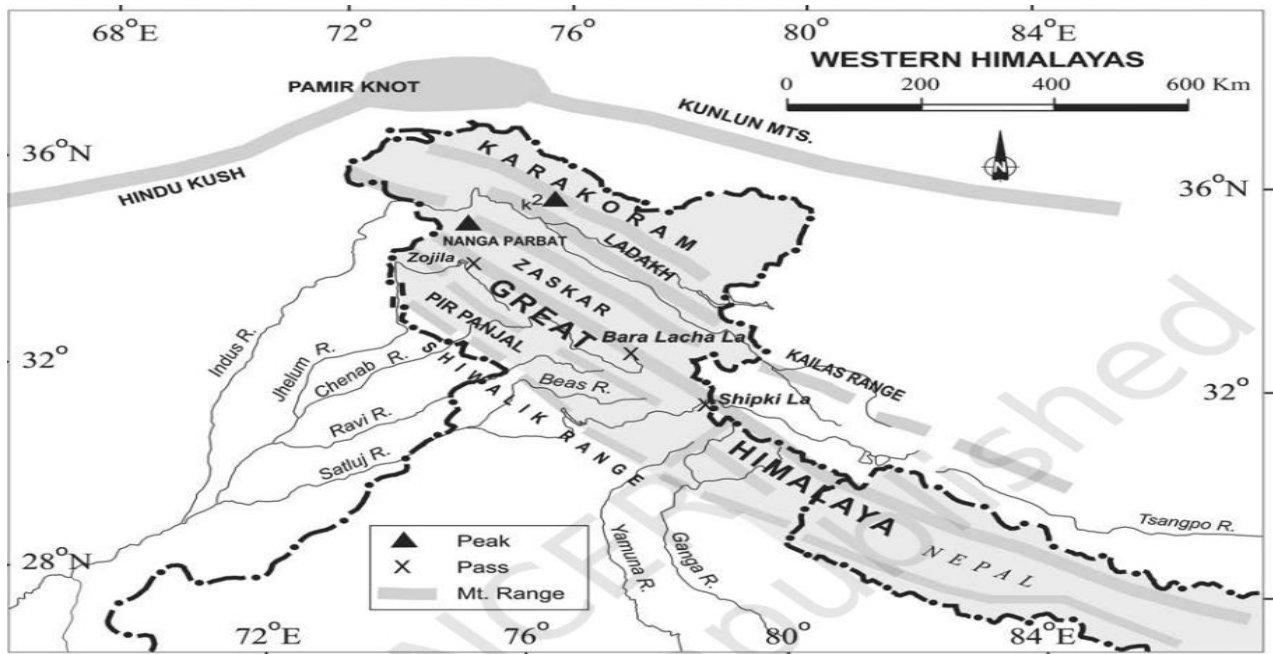 68°E 72°E 76°E 80°E 84°E
WESTERN HIMALAYAS
0 200 400 600 Km
PAMIR KNOT
KUNLUN MTS.
N
36°N
36°N
HINDU KUSH
KARAKORAM
K2
LADAKH
NANGA PARBAT
Zojila
ZASKAR
GREAT
PIR PANJAL
Bara Lacha La
Indus R.
Jhelum R.
Chenab R.
32°
KAILAS RANGE
32°
SHIWALIK RANGE
Beas R.
Shipki La
Ravi R.
Satluj R.
HIMALAYA
Tsangpo R.
NEPAL
Yamuna R.
Ganga R.
28°N
Peak
Pass
Mt. Range
72°E 76°E 80°E 84°E
NCER
published